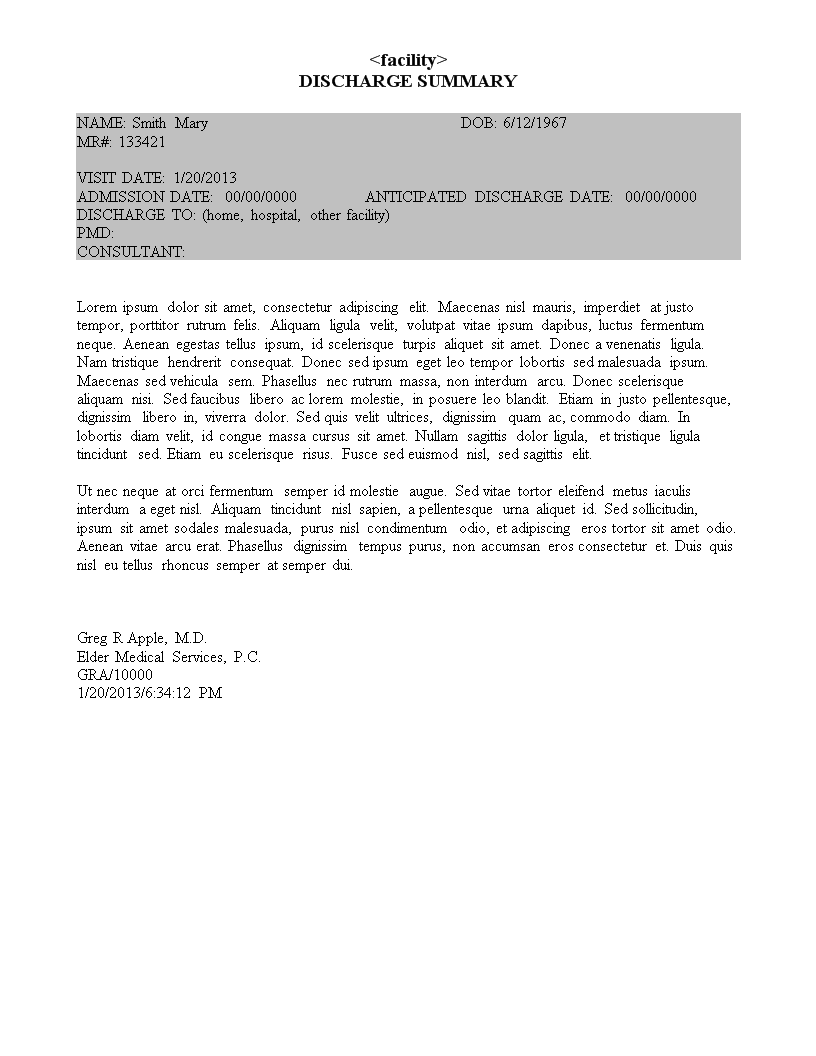 <facility>
DISCHARGE SUMMARY
NAME: Smith Mary DOB: 6/12/1967
MR#: 133421
VISIT DATE: 1/20/2013
ADMISSION DATE: 00/00/0000 ANTICIPATED DISCHARGE DATE: 00/00/0000
DISCHARGE TO: (home, hospital, other facility)
PMD:
CONSULTANT:
Lorem ipsum dolor sit amet, consectetur adipiscing elit. Maecenas nisl mauris, imperdiet at justo
tempor, porttitor rutrum felis. Aliquam ligula velit, volutpat vitae ipsum dapibus, luctus fermentum
neque. Aenean egestas tellus ipsum, id scelerisque turpis aliquet sit amet. Donec a venenatis ligula.
Nam tristique hendrerit consequat. Donec sed ipsum eget leo tempor lobortis sed malesuada ipsum.
Maecenas sed vehicula sem. Phasellus nec rutrum massa, non interdum arcu. Donec scelerisque
aliquam nisi. Sed faucibus libero ac lorem molestie, in posuere leo blandit. Etiam in justo pellentesque,
dignissim libero in, viverra dolor. Sed quis velit ultrices, dignissim quam ac, commodo diam. In
lobortis diam velit, id congue massa cursus sit amet. Nullam sagittis dolor ligula, et tristique ligula
tincidunt sed. Etiam eu scelerisque risus. Fusce sed euismod nisl, sed sagittis elit.
Ut nec neque at orci fermentum semper id molestie augue. Sed vitae tortor eleifend metus iaculis
interdum a eget nisl. Aliquam tincidunt nisl sapien, a pellentesque urna aliquet id. Sed sollicitudin,
ipsum sit amet sodales malesuada, purus nisl condimentum odio, et adipiscing eros tortor sit amet odio.
Aenean vitae arcu erat. Phasellus dignissim tempus purus, non accumsan eros consectetur et. Duis quis
nisl eu tellus rhoncus semper at semper dui.
Greg R Apple, M.D.
Elder Medical Services, P.C.
GRA/10000
1/20/2013/6:34:12 PM